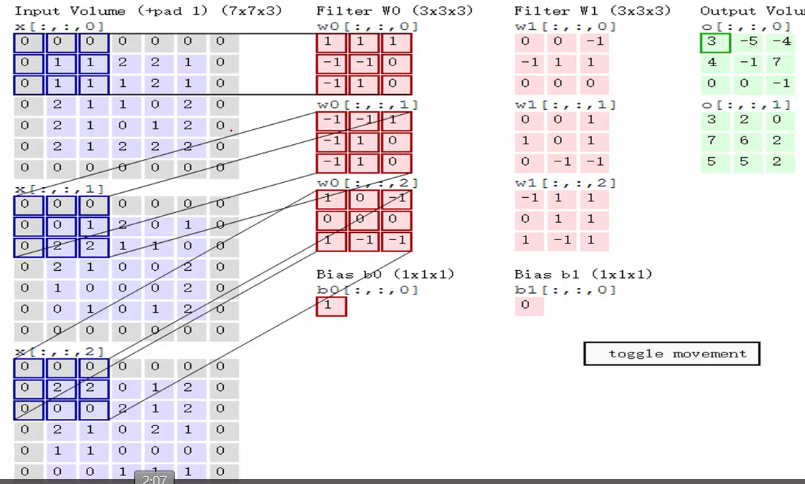 Input Volume (+pad 1) (7x7x3)
x[:,:,0]
0 0 0 0 0 0 0
0 1 1 2 2 1 0
0 1 1 1 2 1 0
0 2 1 1 0 2 0
0 2 1 0 1 2 0
0 2 1 2 2 2 0
0 0 0 0 0 0 0
x[:,:,1]
0 0 0 0 0 0 0
0 0 1 2 0 1 0
0 2 2 1 1 0 0
0 2 1 0 0 2 0
0 1 0 0 0 2 0
0 1 0 1 2 0
0 0 0 0 0 0 0
x[:,:,2]
0 0 0 0 0 0 0
0 2 2 0 1 2 0
0 0 0 2 1 2 0
0 2 1 0 2 1 0
0 1 1 0 0 0 0
0 0 0 1 1 0
Filter W0 (3x3x3)
w0[:,:,0]
1 1 1
-1 -1 0
-1 1 0
w0[:,:,1]
-1 -1 1
-1 1 0
-1 1 0
w0[:,:,2]
1 0 -1
0 0 0
1 -1 -1
Bias b0 (1x1x1)
b0[:,:,0]
1
Filter W1 (3x3x3)
w1[:,:,0]
0 0 -1
-1 1 1
0 0 0
w1[:,:,1]
0 0 1
1 0 1
0 -1 -1
w1[:,:,2]
-1 1 1
0 1 1
1 -1 1
Bias b1 (1x1x1)
b1[:,:,0]
0
Output Volu
o[:,:,0]
3 -5 -4
4 -1 7
0 0 -1
o[:,:,1]
3 2 0
7 6 2
5 5 2
toggle movement
2:07